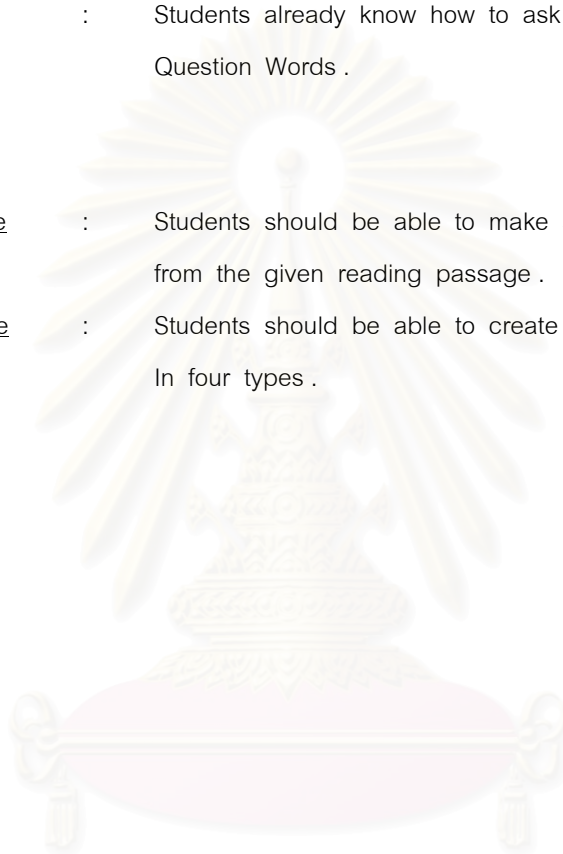 : Students already know how to ask
Question Words .
e : Students should be able to make
from the given reading passage .
e : Students should be able to create
In four types .